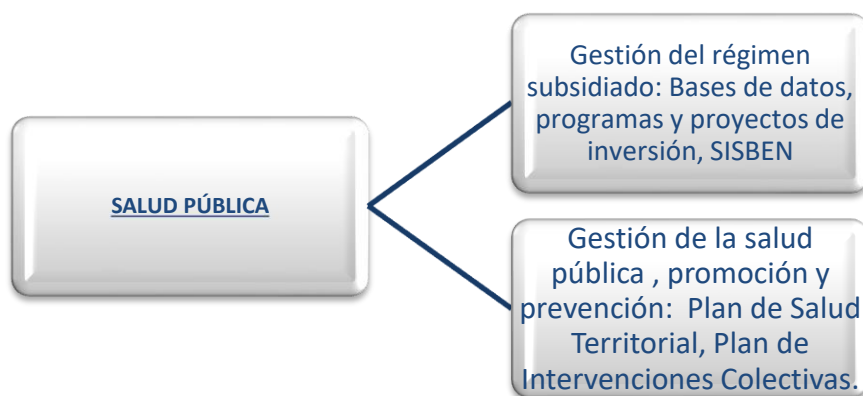 SALUD PÚBLICA
Gestión del régimen
subsidiado: Bases de datos,
programas y proyectos de
inversión, SISBEN
Gestión de la salud
pública , promoción y
prevención:  Plan de Salud
Territorial, Plan de
Intervenciones Colectivas.